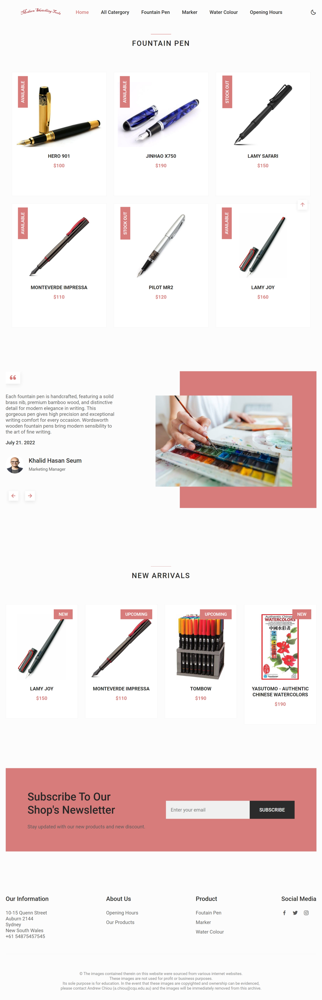 Modern Sketching Tools
Home
All Catergory
Fountain Pen
Marker
Water Colour
Opening Hours
FOUNTAIN PEN
AVAILABLE
HERO 901
$100
AVAILABLE
JINHAO X750
$190
STOCK OUT
LAMY SAFARI
$150
AVAILABLE
MONTEVERDE IMPRESSA
$110
STOCK OUT
PILOT MR2
$120
AVAILABLE
LAMY JOY
$160
Each fountain pen is handcrafted, featuring a solid
brass nib, premium bamboo wood, and distinctive
detail for modern elegance in writing. This
gorgeous pen gives high precision and exceptional
writing comfort for every occasion. Wordsworth
wooden fountain pens bring modern sensibility to
the art of fine writing.
July 21. 2022
Khalid Hasan Seum
Marketing Manager
NEW ARRIVALS
NEW
LAMY JOY
$150
UPCOMING
MONTEVERDE IMPRESSA
$110
UPCOMING
TOMBOW
$190
NEW
Authentic Chines
WATERCOLORS
中國水彩畫
Yasutomo
YASUTOMO - AUTHENTIC
CHINESE WATERCOLORS
$190
Subscribe To Our
Shop's Newsletter
Stay updated with our new products and new discount.
Enter your email
SUBSCRIBE
Our Information
10-15 Quenn Street
Auburn 2144
Sydney
New South Wales
+61 54875457545
About Us
Opening Hours
Our Products
Product
Foutain Pen
Marker
Water Colour
Social Media
© The images contained therein on this website were sourced from various internet websites.
These images are not used for profit or business purposes.
Its sole purpose is for education. In the event that these images are copyighted and ownership can be evidenced,
please contact Andrew Chiou (a.chiou@cqu.edu.au) and the images will be immediately removed from this archive.